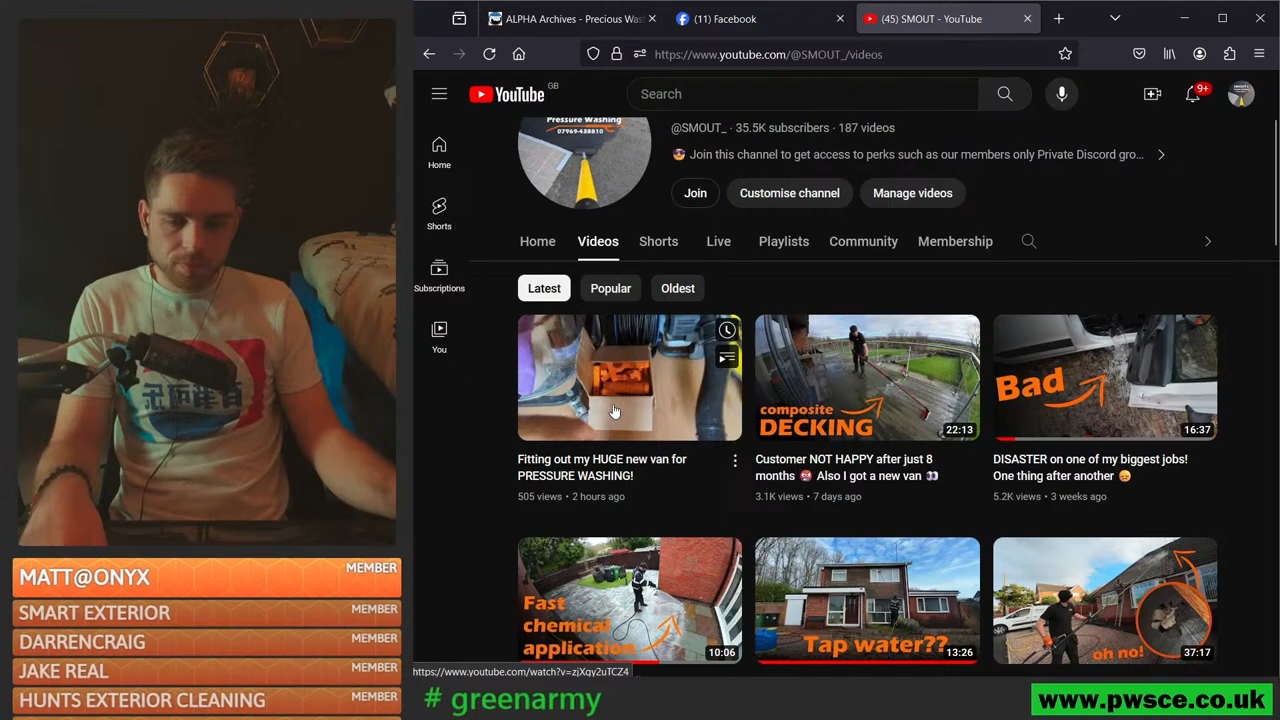 ALPHA Archives - Precious Was
(11) Facebook
(45) SMOUT - YouTube
https://www.youtube.com/@SMOUT_/videos
YouTube GB
Search
9+
Pressure Washing
07969-438810
@SMOUT_ · 35.5K subscribers · 187 videos
Join this channel to get access to perks such as our members only Private Discord gro...
Join
Customise channel
Manage videos
Home
Shorts
Subscriptions
You
Home
Videos
Shorts
Live
Playlists
Community
Membership
Latest
Popular
Oldest
composite
DECKING
22:13
Bad
16:37
Fitting out my HUGE new van for
PRESSURE WASHING!
505 views • 2 hours ago
Customer NOT HAPPY after just 8
months Also I got a new van
3.1K views • 7 days ago
DISASTER on one of my biggest jobs!
One thing after another
5.2K views • 3 weeks ago
Fast
chemical
application
10:06
Tap water??
13:26
oh no!
37:17
https://www.youtube.com/watch?v=zjXqy2uTCZ4
MATT@ONYX MEMBER
SMART EXTERIOR MEMBER
DARRENCRAIG MEMBER
JAKE REAL MEMBER
HUNTS EXTERIOR CLEANING MEMBER
# greenarmy
www.pwsce.co.uk